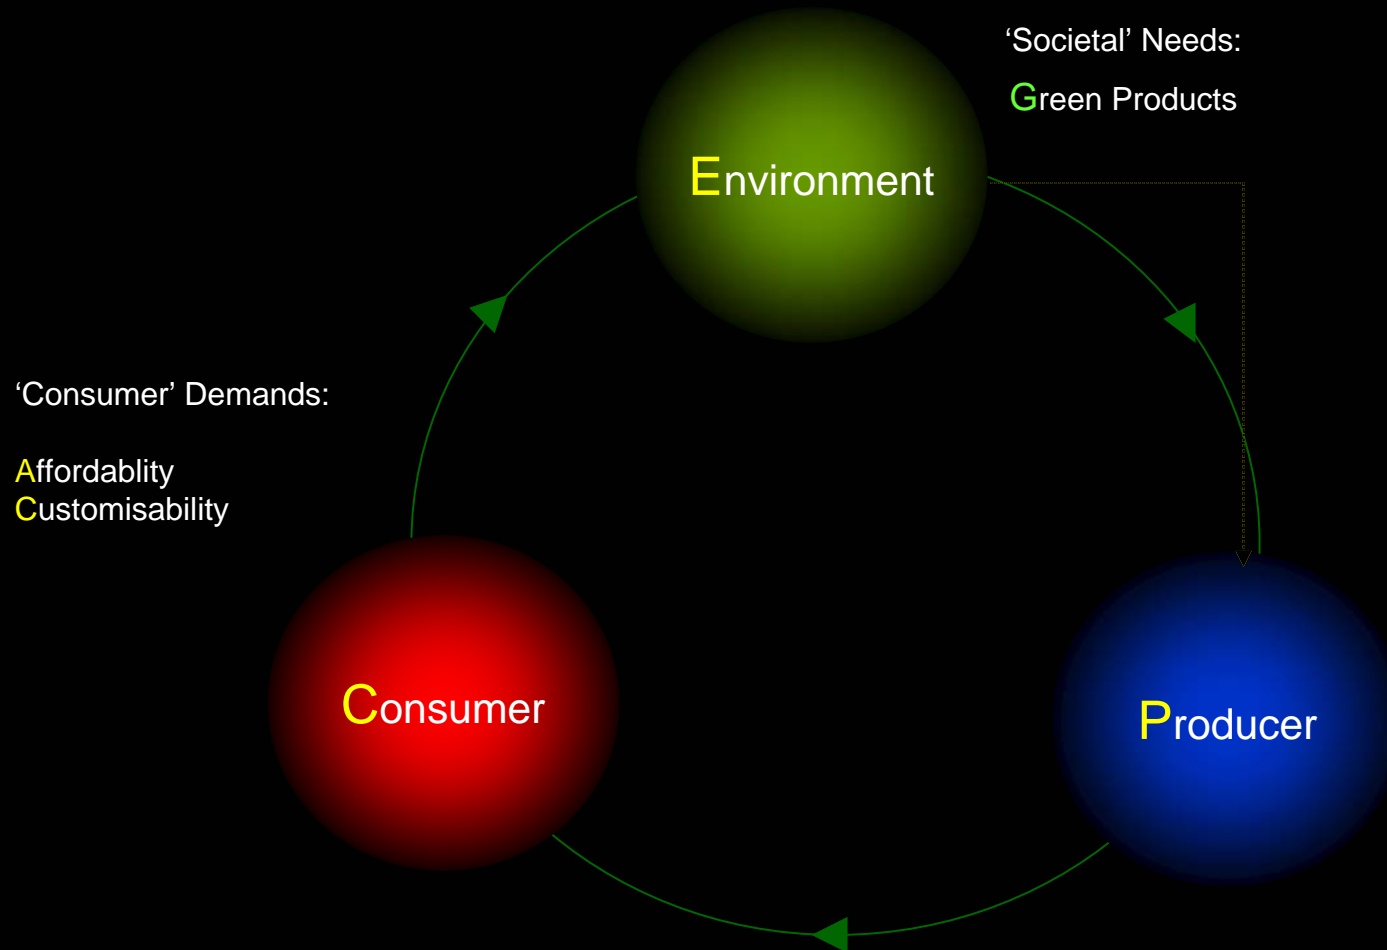 ‘Societal’ Needs:
Green Products
Environment
‘Consumer’ Demands:
Affordablity
Customisability
Consumer
Producer